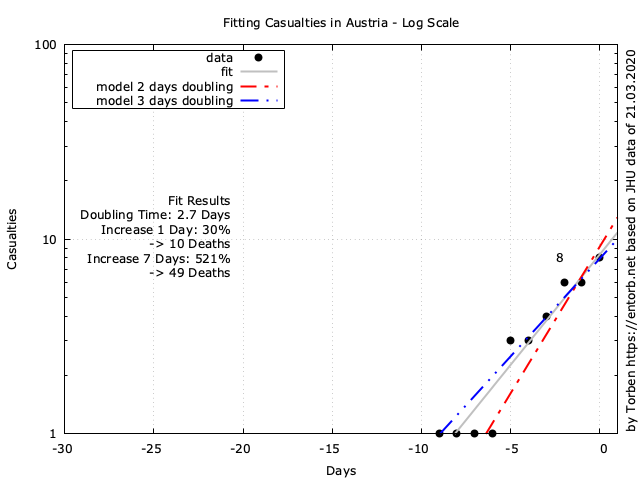 Fitting Casualties in Austria - Log Scale
100
data
fit
model 2 days doubling
model 3 days doubling
Fit Results
Doubling Time: 2.7 Days
Increase 1 Day: 30%
-> 10 Deaths
Increase 7 Days: 521%
-> 49 Deaths
8
10
1
Casualties
-30
-25
-20
-15
-10
-5
0
Days
by Torben https://entorb.net based on JHU data of 21.03.2020